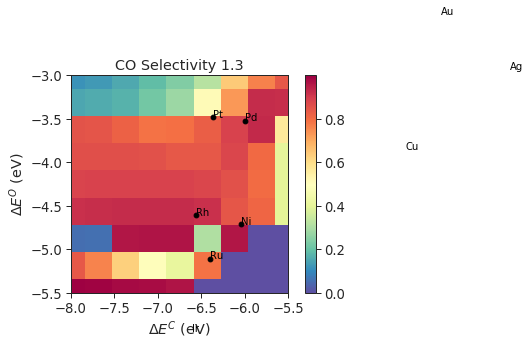 Au
Ag
CO Selectivity 1.3
−3.0
−3.5
−4.0
−4.5
−5.0
−5.5
ΔE^O (eV)
Pt
Pd
Cu
Rh
Ni
Ru
0.8
0.6
0.4
0.2
0.0
−8.0 −7.5 −7.0 −6.5 −6.0 −5.5
ΔE^C (eV)
Ir